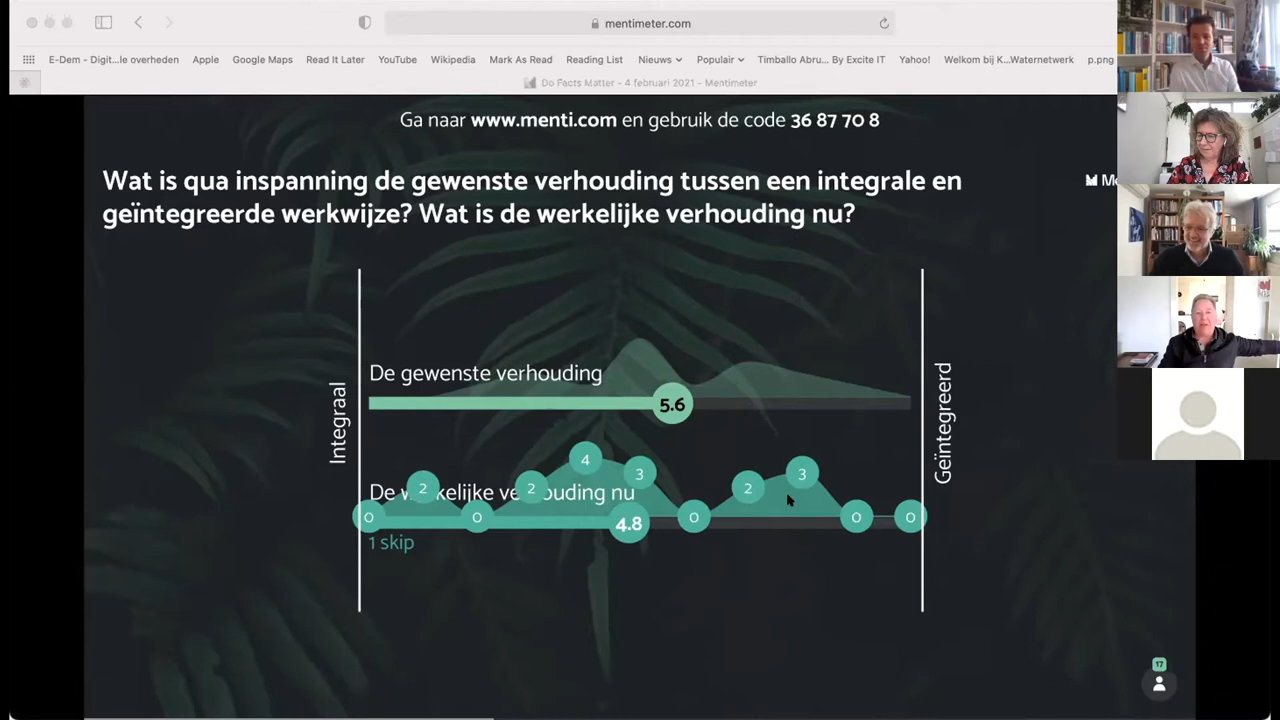 mentimeter.com
E-Dem - Digit...le overheden Apple Google Maps Read It Later YouTube Wikipedia Mark As Read Reading List Nieuws Populair Timballo Abru... By Excite IT Yahoo! Welkom bij K...Waternetwerk p.png
Do Facts Matter - 4 februari 2021 - Mentimeter
Ga naar www.menti.com en gebruik de code 36 87 70 8
Wat is qua inspanning de gewenste verhouding tussen een integrale en
geïntegreerde werkwijze? Wat is de werkelijke verhouding nu?
Integraal
De gewenste verhouding
5.6
De werkelijke verhouding nu
0 2 0 2 4 3 0 2 3 0 0
4.8
1 skip
Geïntegreerd
17